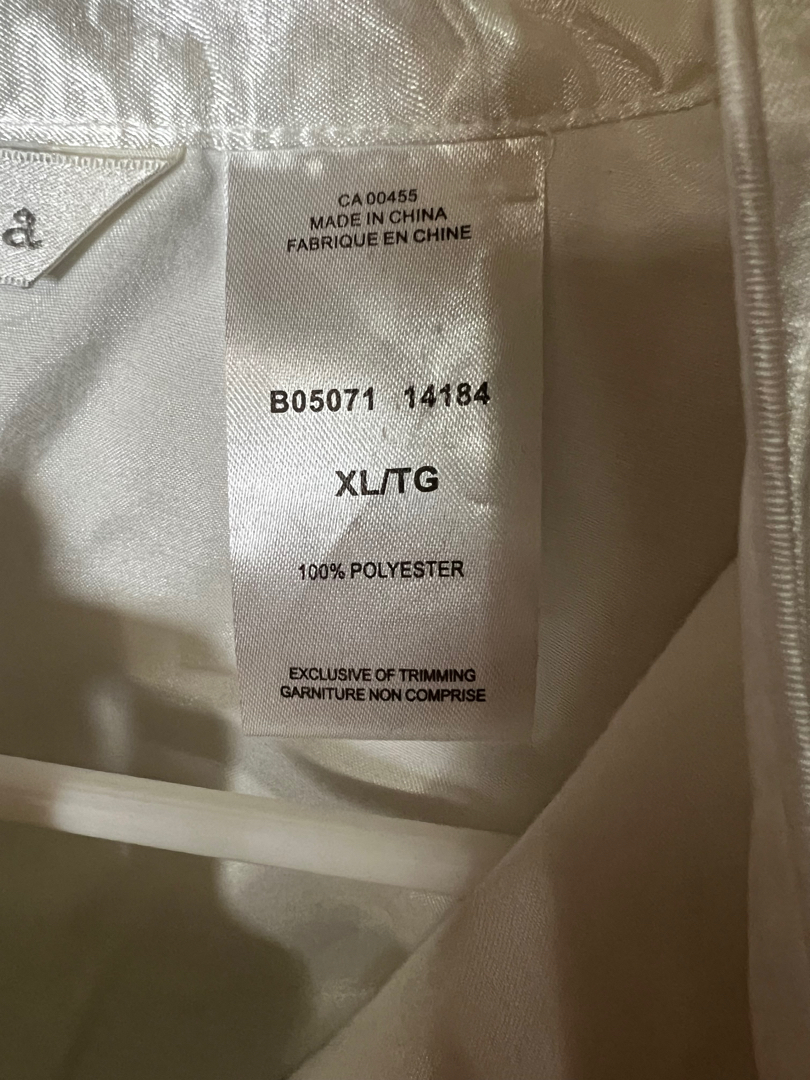 CA 00455
MADE IN CHINA
FABRIQUE EN CHINE
B05071 14184
XL/TG
100% POLYESTER
EXCLUSIVE OF TRIMMING
GARNITURE NON COMPRISE